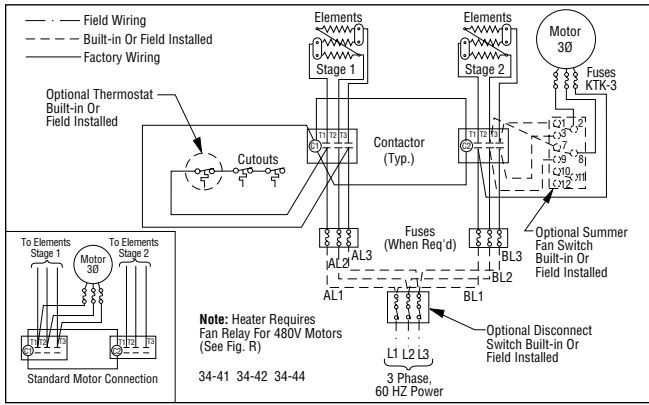 Field Wiring
Built-in Or Field Installed
Factory Wiring
Elements
Stage 1
Elements
Stage 2
Motor
3Ø
Fuses
KTK-3
Optional Thermostat
Built-in Or
Field Installed
Cutouts
C1
T1 T2 T3
Contactor
(Typ.)
C2
T1 T2 T3
1 2
3
7
9 8
10
11
12
Optional Summer
Fan Switch
Built-in Or
Field Installed
Fuses
(When Req'd)
AL3
AL2
AL1
BL3
BL2
BL1
To Elements
Stage 1
To Elements
Stage 2
Motor
3Ø
T1 T2 T3
C1
T1 T3
C2
Standard Motor Connection
Note: Heater Requires
Fan Relay For 480V Motors
(See Fig. R)
34-41 34-42 34-44
L1 L2 L3
3 Phase,
60 HZ Power
Optional Disconnect
Switch Built-in Or
Field Installed